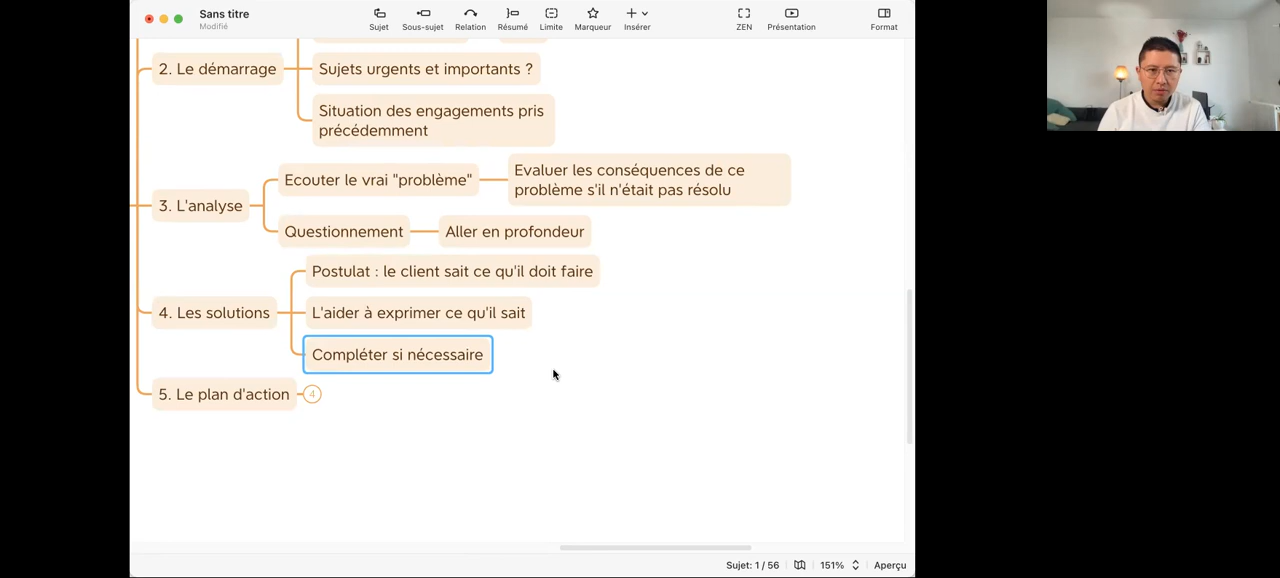 Sans titre
Modifié
Sujet
Sous-sujet
Relation
Résumé
Limite
Marqueur
Insérer
ZEN
Présentation
Format
2. Le démarrage
Sujets urgents et importants ?
Situation des engagements pris
précédemment
3. L'analyse
Ecouter le vrai "problème"
Evaluer les conséquences de ce
problème s'il n'était pas résolu
Questionnement
Aller en profondeur
4. Les solutions
Postulat : le client sait ce qu'il doit faire
L'aider à exprimer ce qu'il sait
Compléter si nécessaire
5. Le plan d'action
4
Sujet: 1 / 56
151%
Aperçu